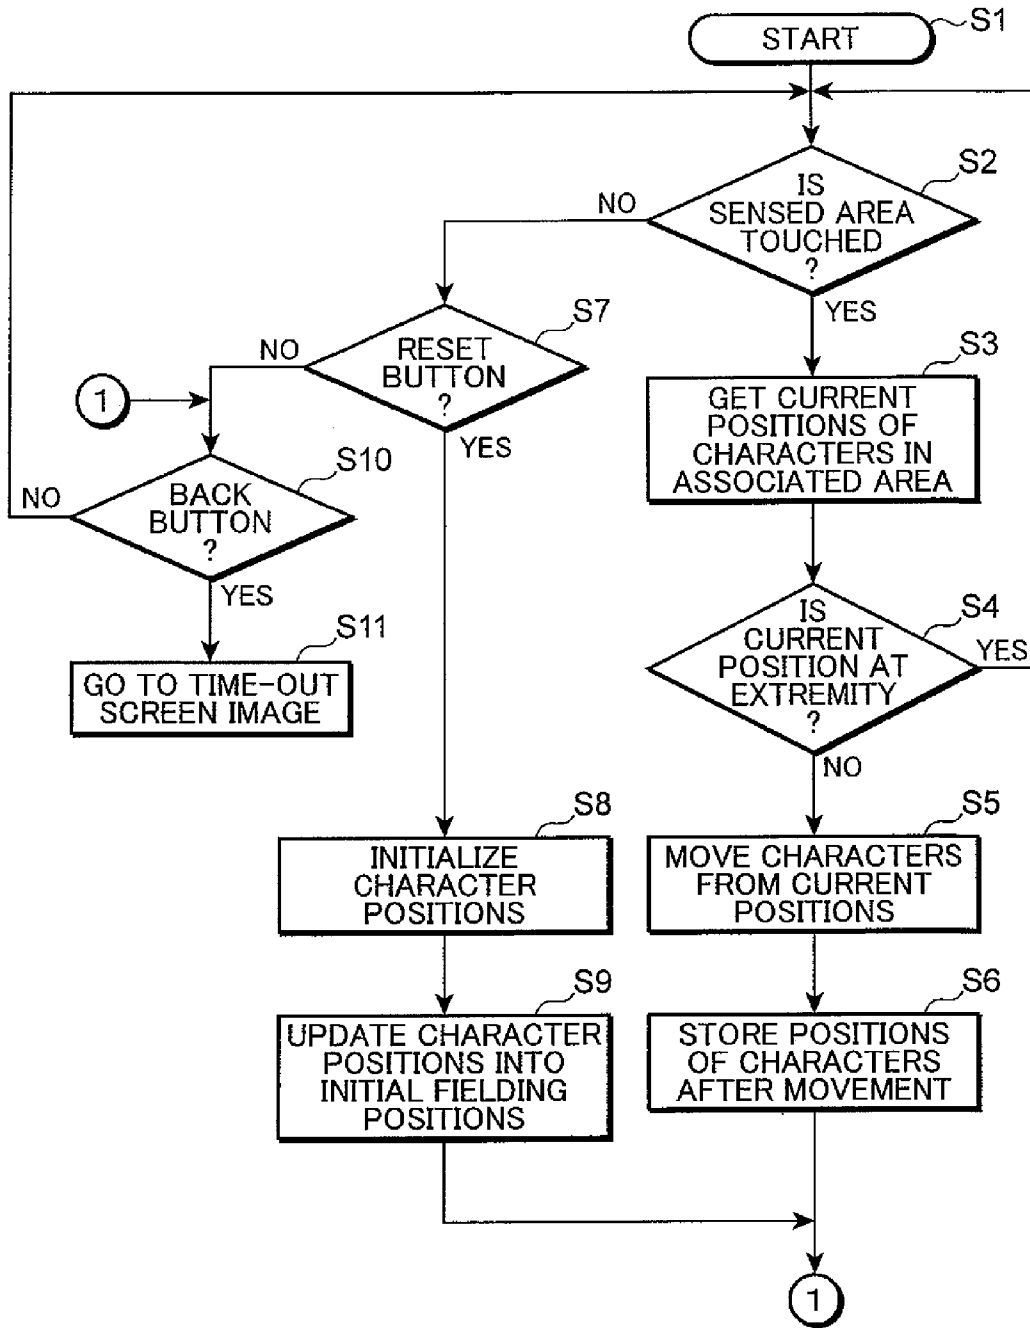 START
S1
S2
IS
SENSED AREA
TOUCHED
?
NO
YES
S7
RESET
BUTTON
?
NO
YES
S3
GET CURRENT
POSITIONS OF
CHARACTERS IN
ASSOCIATED AREA
1
S10
BACK
BUTTON
?
NO
YES
S11
GO TO TIME-OUT
SCREEN IMAGE
S4
IS
CURRENT
POSITION AT
EXTREMITY
?
YES
NO
S8
INITIALIZE
CHARACTER
POSITIONS
S5
MOVE CHARACTERS
FROM CURRENT
POSITIONS
S9
UPDATE CHARACTER
POSITIONS INTO
INITIAL FIELDING
POSITIONS
S6
STORE POSITIONS
OF CHARACTERS
AFTER MOVEMENT
1